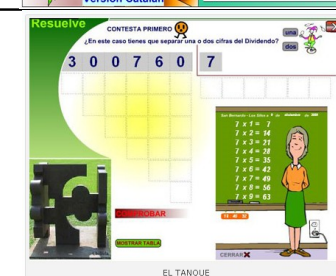 Versión Catalán
Resuelve
CONTESTA PRIMERO
una
¿En este caso tienes que separar una o dos cifras del Dividendo?
dos
3 0 0 7 6 0 7
7 x 1 = 7
7 x 2 = 14
7 x 3 = 21
7 x 4 = 28
7 x 5 = 35
7 x 6 = 42
7 x 7 = 49
7 x 8 = 56
7 x 9 = 63
COMPROBAR
MOSTRAR TABLA
CERRAR X
EL TANQUE